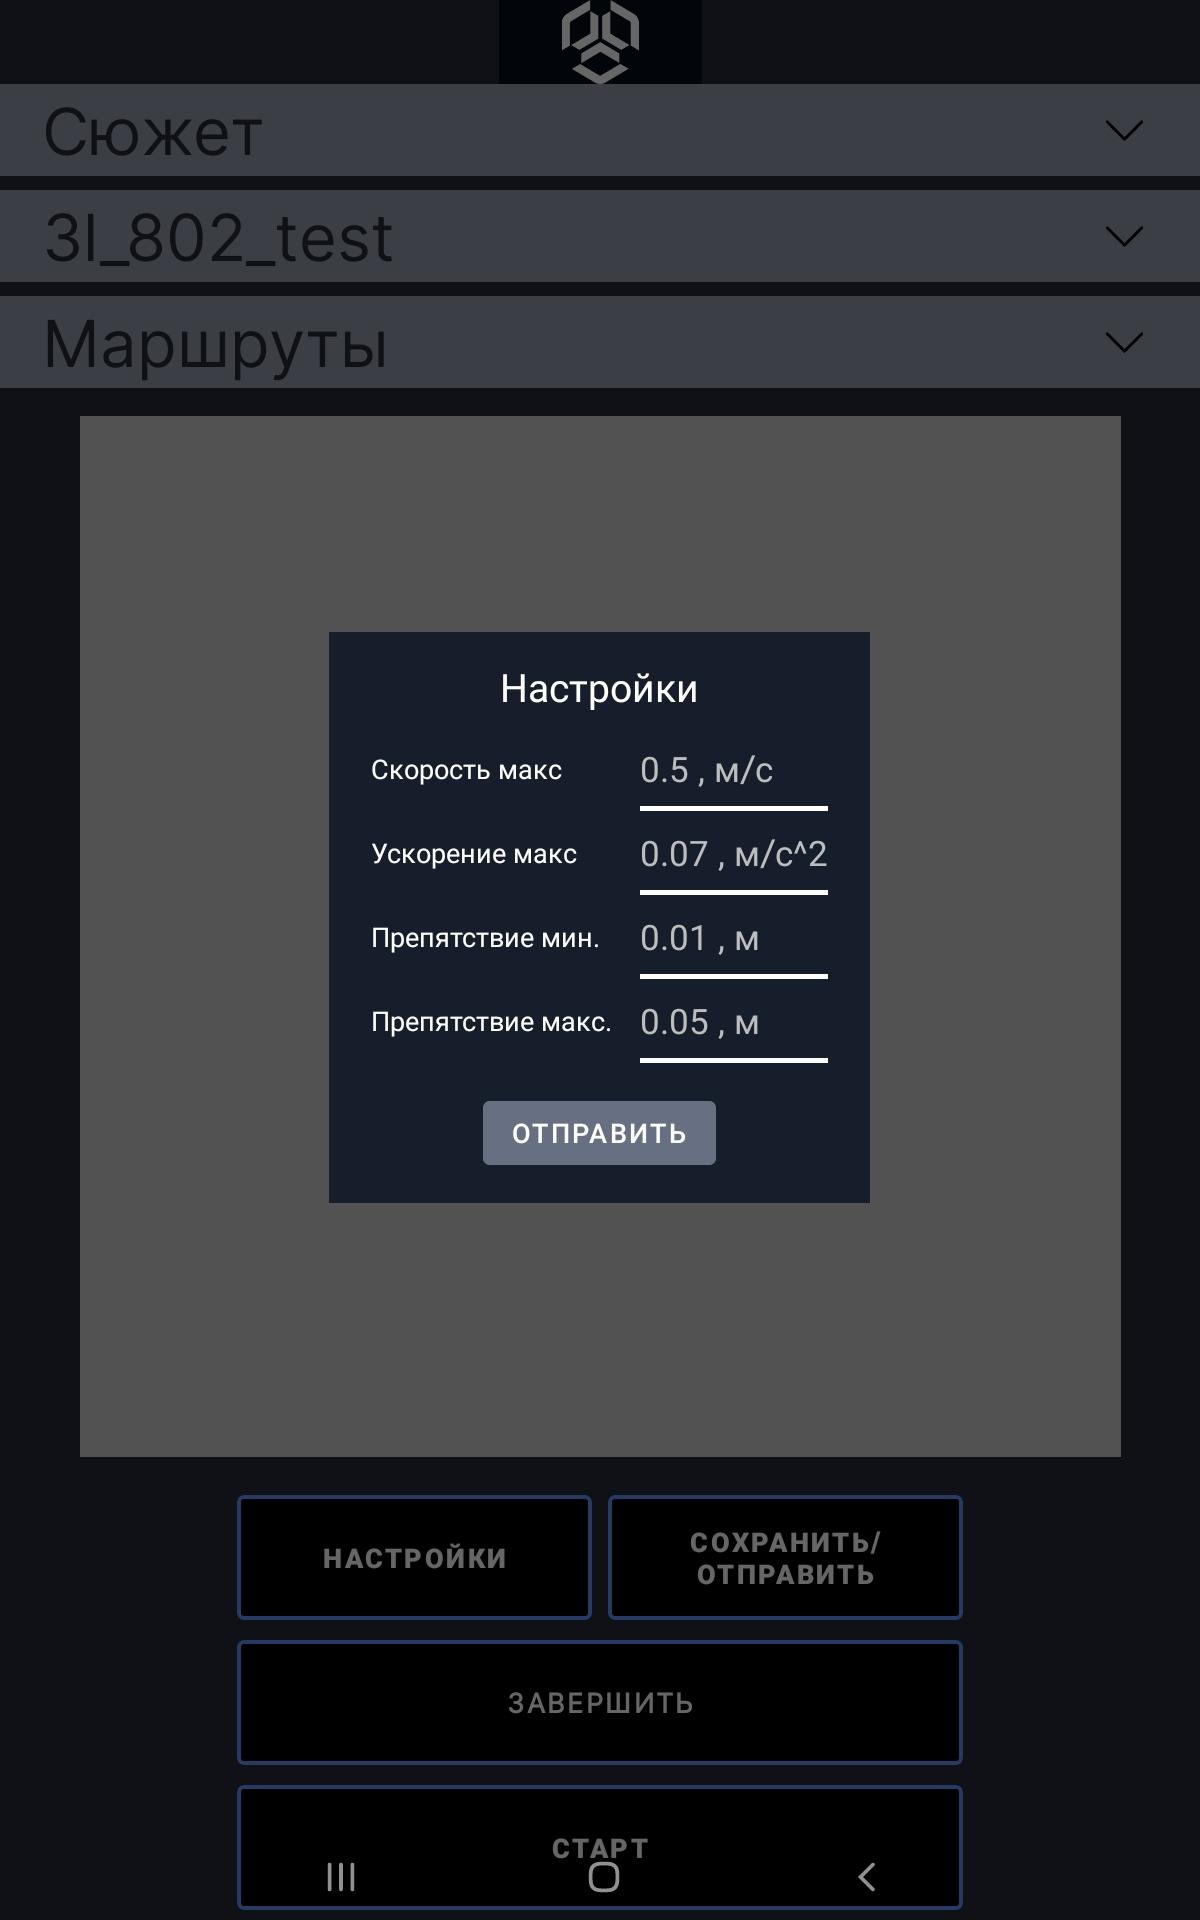 Сюжет
3l_802_test
Маршруты
Настройки
Скорость макс 0.5 , м/с
Ускорение макс 0.07 , м/с^2
Препятствие мин. 0.01 , м
Препятствие макс. 0.05 , м
ОТПРАВИТЬ
НАСТРОЙКИ
СОХРАНИТЬ/
ОТПРАВИТЬ
ЗАВЕРШИТЬ
СТАРТ